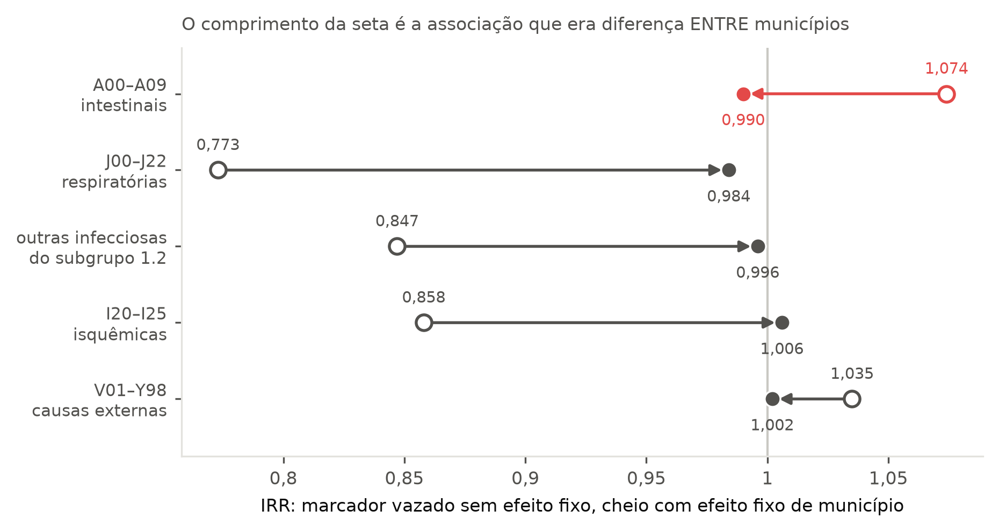 O comprimento da seta é a associação que era diferença ENTRE municípios
A00–A09
intestinais
1,074
0,990
J00–J22
respiratórias
0,773
0,984
outras infecciosas
do subgrupo 1.2
0,847
0,996
I20–I25
isquêmicas
0,858
1,006
V01–Y98
causas externas
1,035
1,002
0,8 0,85 0,9 0,95 1 1,05
IRR: marcador vazado sem efeito fixo, cheio com efeito fixo de município